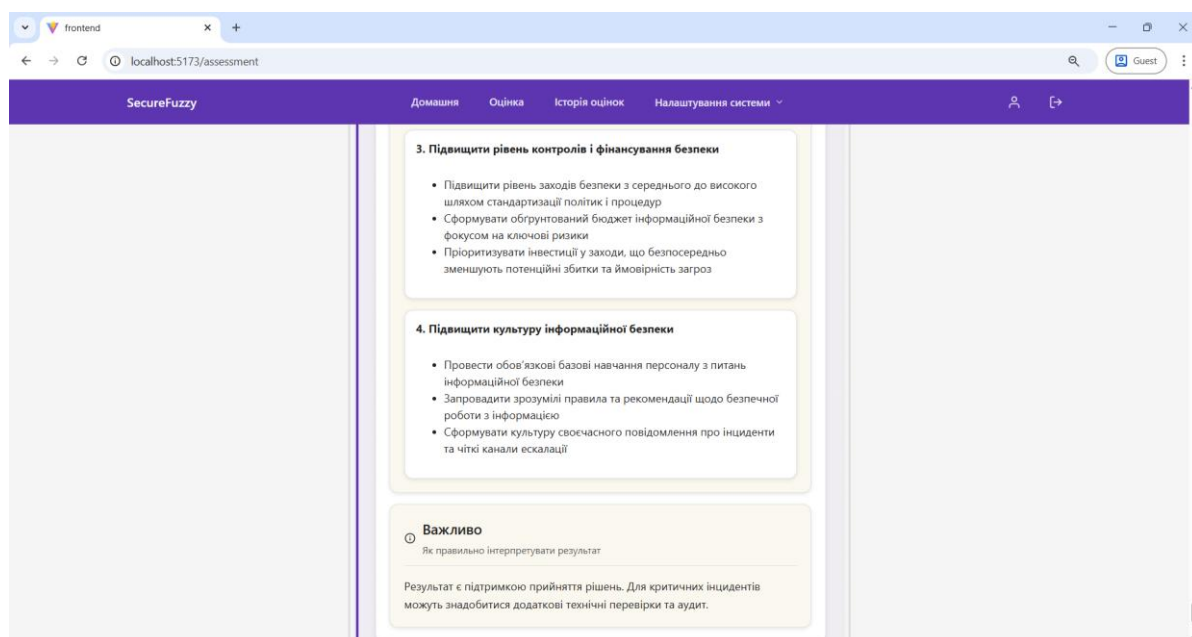 frontend
localhost:5173/assessment
Guest
SecureFuzzy
Домашня
Оцінка
Історія оцінок
Налаштування системи
3. Підвищити рівень контролів і фінансування безпеки
• Підвищити рівень заходів безпеки з середнього до високого
шляхом стандартизації політик і процедур
• Сформувати обґрунтований бюджет інформаційної безпеки з
фокусом на ключові ризики
• Пріоритизувати інвестиції у заходи, що безпосередньо
зменшують потенційні збитки та ймовірність загроз
4. Підвищити культуру інформаційної безпеки
• Провести обов’язкові базові навчання персоналу з питань
інформаційної безпеки
• Запровадити зрозумілі правила та рекомендації щодо безпечної
роботи з інформацією
• Сформувати культуру своєчасного повідомлення про інциденти
та чіткі канали ескалації
Важливо
Як правильно інтерпретувати результат
Результат є підтримкою прийняття рішень. Для критичних інцидентів
можуть знадобитися додаткові технічні перевірки та аудит.